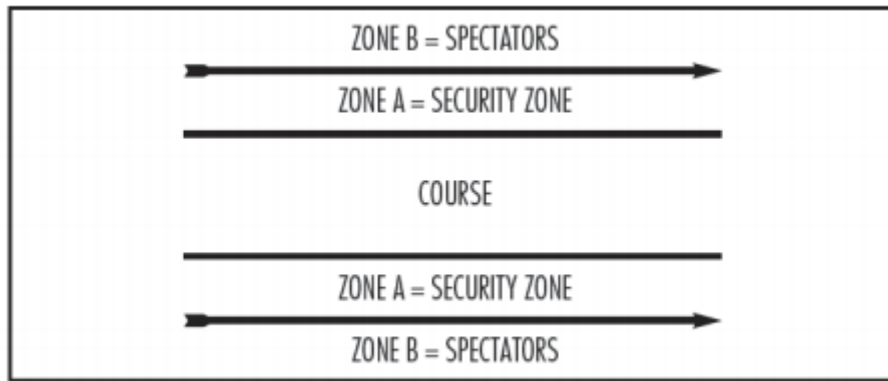 ZONE B = SPECTATORS
ZONE A = SECURITY ZONE
COURSE
ZONE A = SECURITY ZONE
ZONE B = SPECTATORS